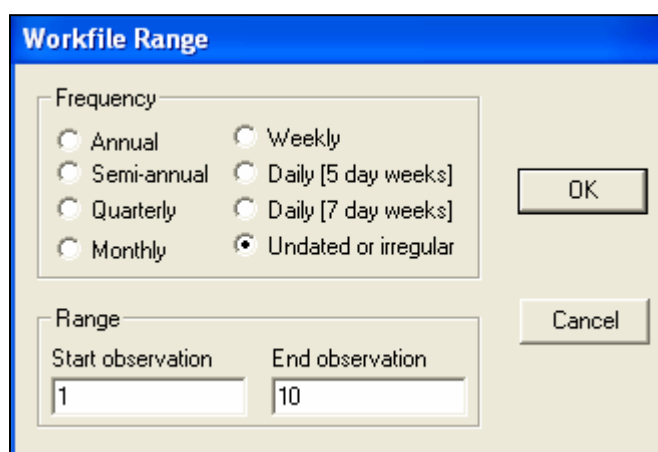 Workfile Range
Frequency
Annual
Semi-annual
Quarterly
Monthly
Weekly
Daily [5 day weeks]
Daily [7 day weeks]
Undated or irregular
OK
Cancel
Range
Start observation
End observation
1
10